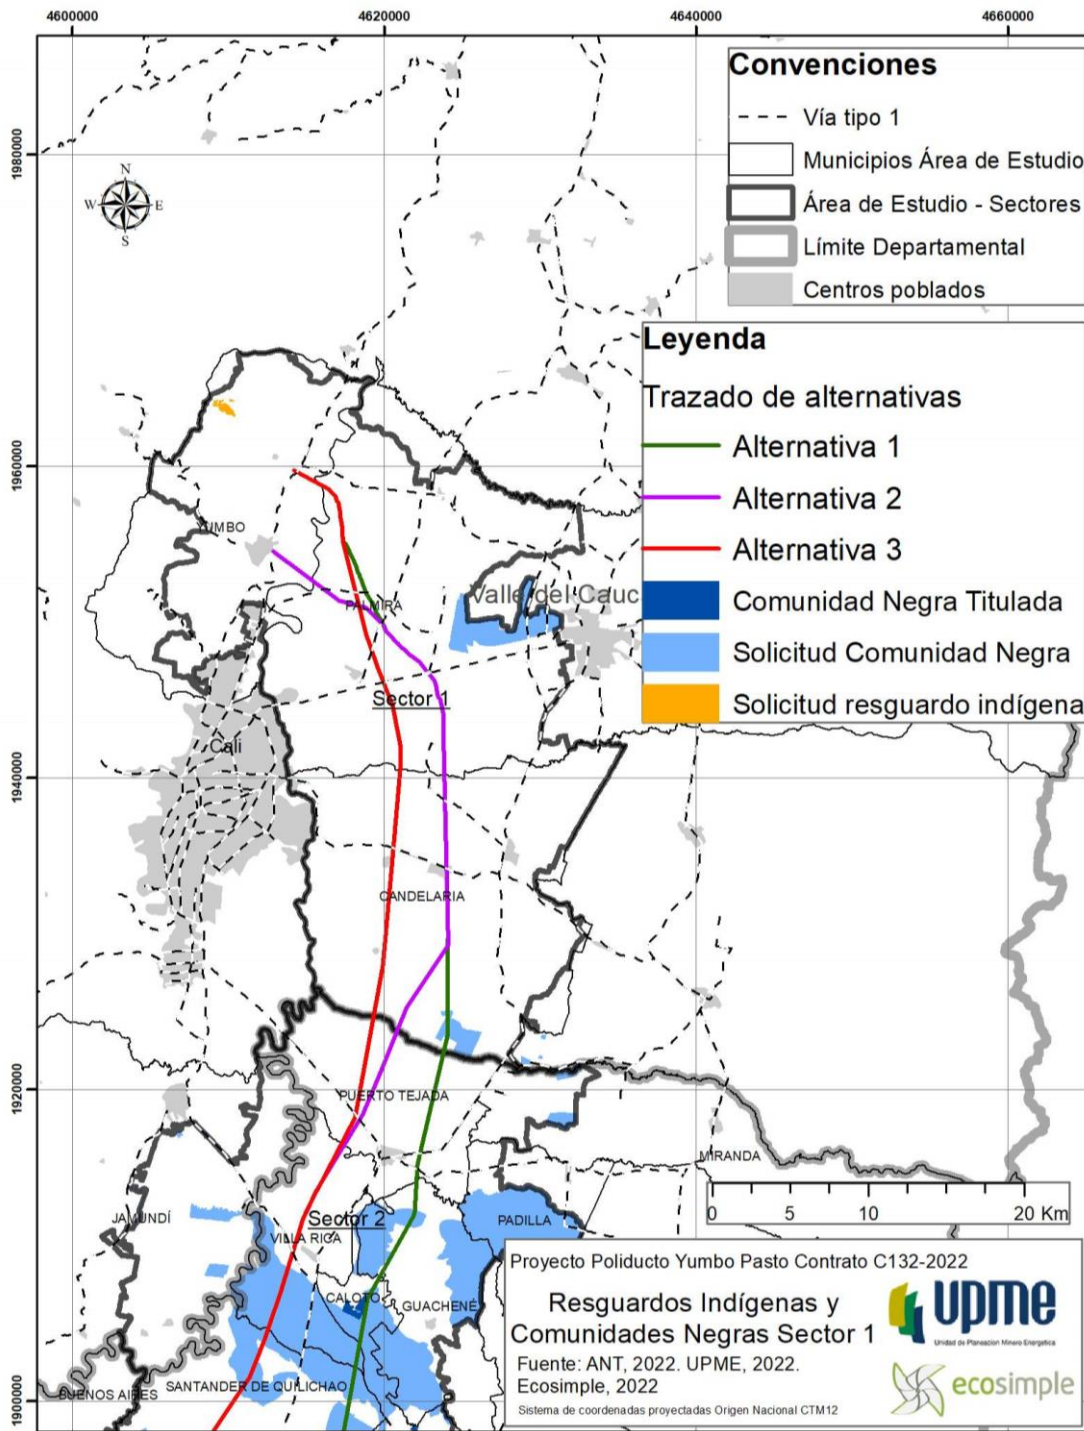 4600000
4620000
4640000
4660000
Convenciones
Vía tipo 1
Municipios Área de Estudio
Área de Estudio - Sectores
Límite Departamental
Centros poblados
1980000
N
W
E
S
Leyenda
Trazado de alternativas
Alternativa 1
Alternativa 2
Alternativa 3
Comunidad Negra Titulada
Solicitud Comunidad Negra
Solicitud resguardo indígena
1960000
YUMBO
Valle del Cauc
PALMIRA
Sector 1
Cali
1940000
CANDELARIA
1920000
PUERTO TEJADA
MIRANDA
0 5 10 20 Km
JAMUNDÍ
Sector 2
PADILLA
VILLA RICA
CALOTO
GUACHENÉ
SANTANDER DE QUILICHAO
BUENOS AIRES
1900000
Proyecto Poliducto Yumbo Pasto Contrato C132-2022
Resguardos Indígenas y
Comunidades Negras Sector 1
Fuente: ANT, 2022. UPME, 2022.
Ecosimple, 2022
Sistema de coordenadas proyectadas Origen Nacional CTM12
upme
Unidad de Planeación Minero Energética
ecosimple